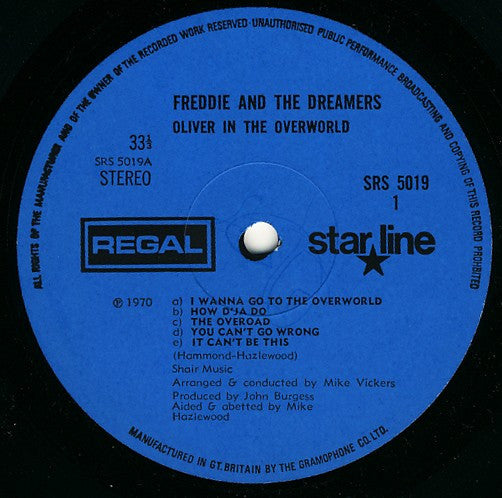 ALL RIGHTS OF THE MANUFACTURER AND OF THE OWNER OF THE RECORDED WORK RESERVED · UNAUTHORISED PUBLIC PERFORMANCE BROADCASTING AND COPYING OF THIS RECORD PROHIBITED
FREDDIE AND THE DREAMERS
OLIVER IN THE OVERWORLD
33⅓
SRS 5019A
STEREO
SRS 5019
1
REGAL
star line
℗ 1970
a) I WANNA GO TO THE OVERWORLD
b) HOW D'JA DO
c) THE OVEROAD
d) YOU CAN'T GO WRONG
e) IT CAN'T BE THIS
(Hammond-Hazlewood)
Shair Music
Arranged & conducted by Mike Vickers
Produced by John Burgess
Aided & abetted by Mike
Hazlewood
MANUFACTURED IN GT. BRITAIN BY THE GRAMOPHONE CO. LTD.